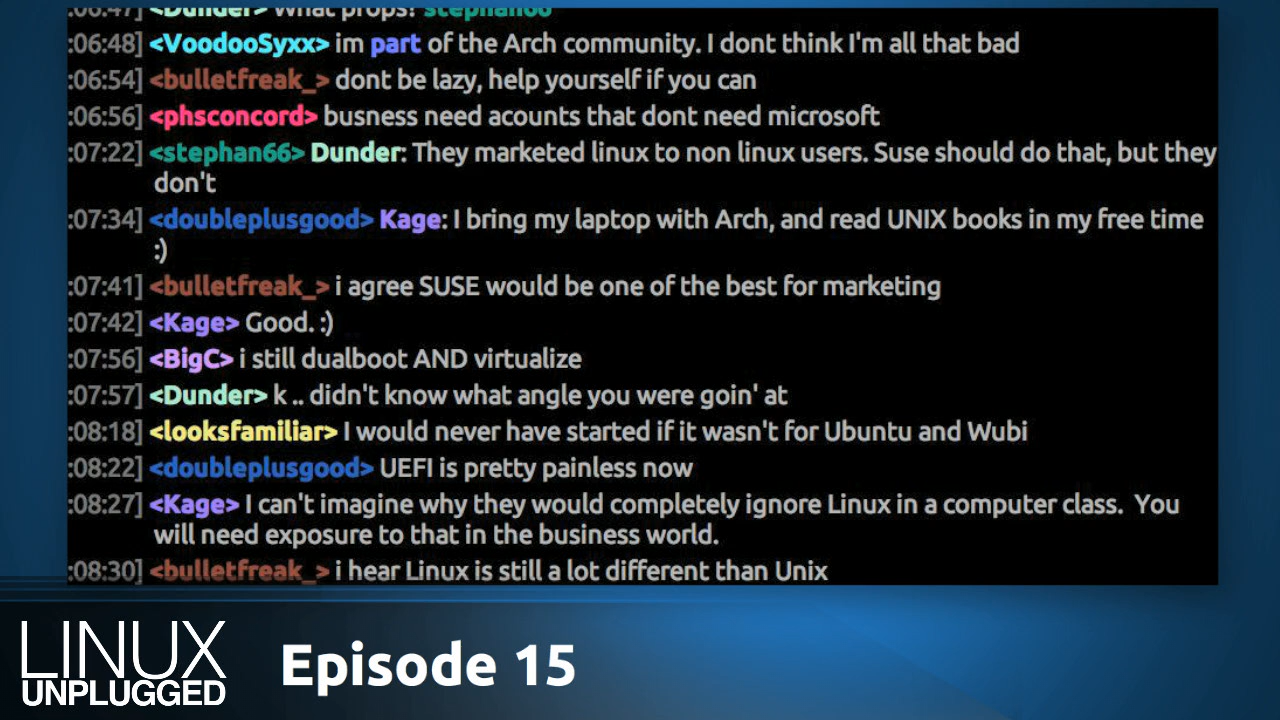 :06:47] <Dunder> What props? stephan66
:06:48] <VoodooSyxx> im part of the Arch community. I dont think I'm all that bad
:06:54] <bulletfreak_> dont be lazy, help yourself if you can
:06:56] <phsconcord> busness need acounts that dont need microsoft
:07:22] <stephan66> Dunder: They marketed linux to non linux users. Suse should do that, but they
don't
:07:34] <doubleplusgood> Kage: I bring my laptop with Arch, and read UNIX books in my free time
:)
:07:41] <bulletfreak_> i agree SUSE would be one of the best for marketing
:07:42] <Kage> Good. :)
:07:56] <BigC> i still dualboot AND virtualize
:07:57] <Dunder> k .. didn't know what angle you were goin' at
:08:18] <looksfamiliar> I would never have started if it wasn't for Ubuntu and Wubi
:08:22] <doubleplusgood> UEFI is pretty painless now
:08:27] <Kage> I can't imagine why they would completely ignore Linux in a computer class.  You
will need exposure to that in the business world.
:08:30] <bulletfreak_> i hear Linux is still a lot different than Unix
LINUX
UNPLUGGED
Episode 15